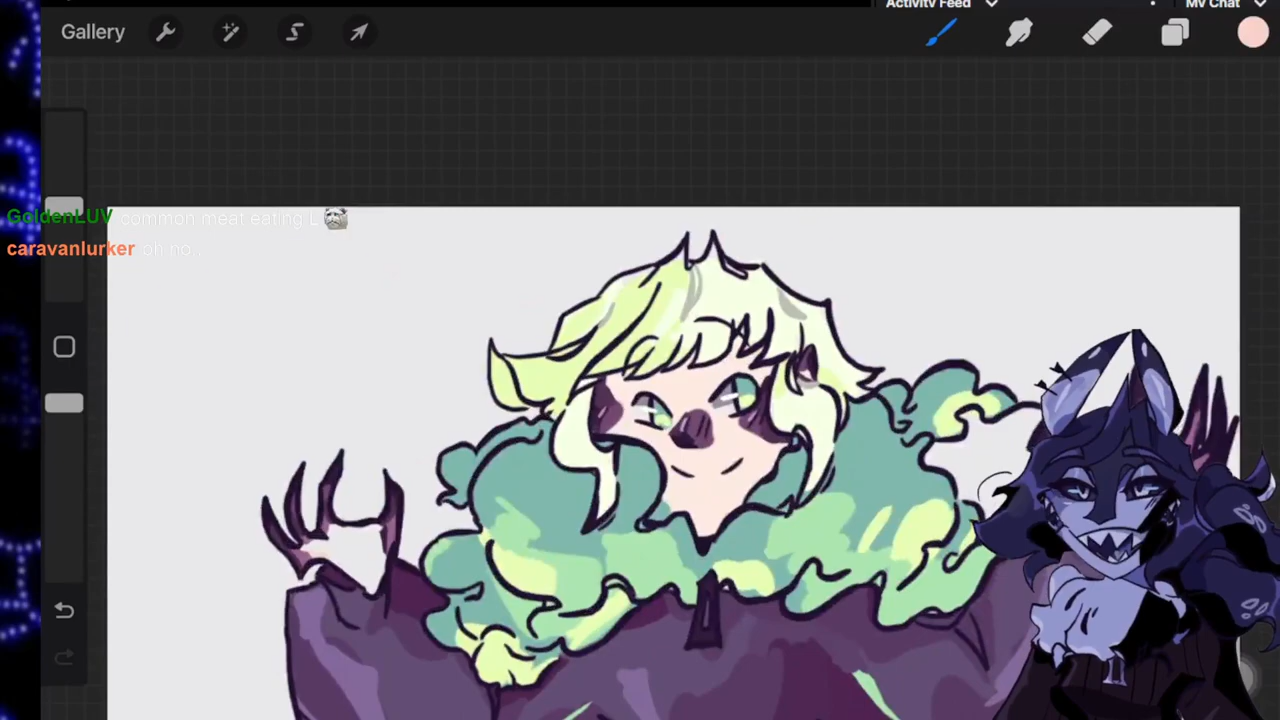 Activity Feed
My Chat
Gallery
GoldenLUV common meat eating L
caravanlurker oh no..